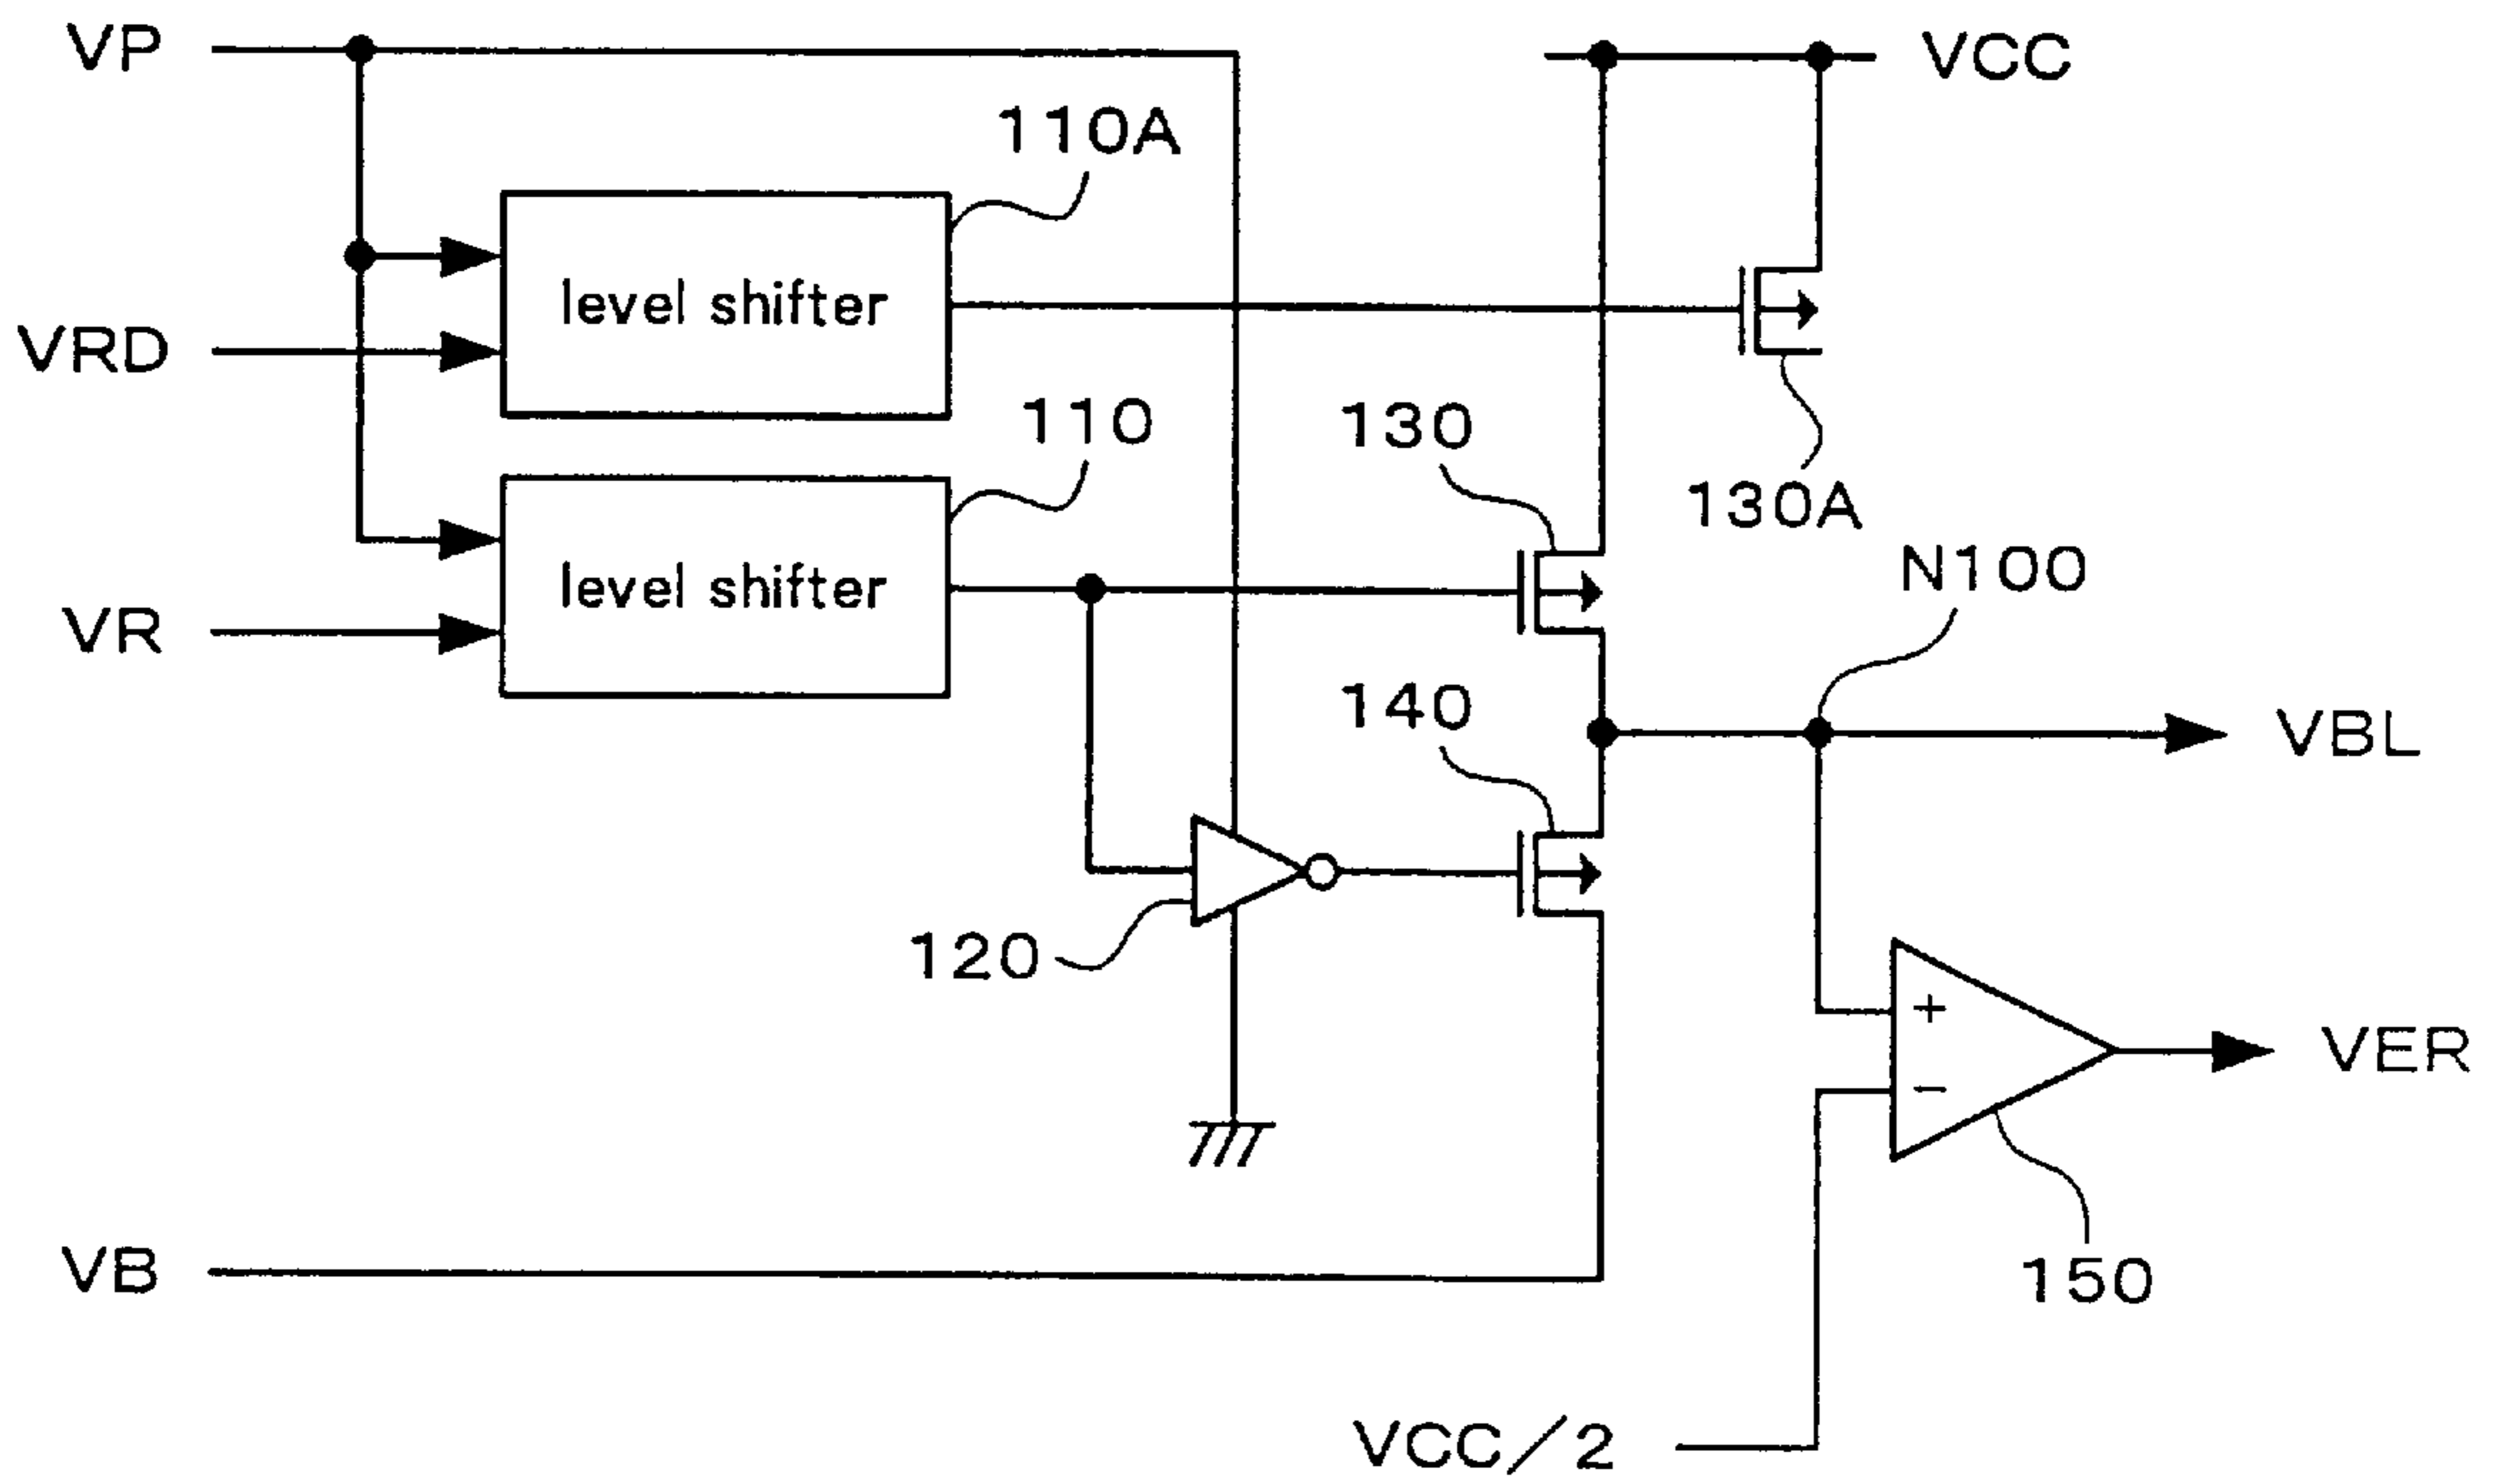 VP
VCC
110A
level shifter
VRD
110
130
130A
level shifter
N100
VR
140
VBL
120
+
−
VER
VB
150
VCC/2